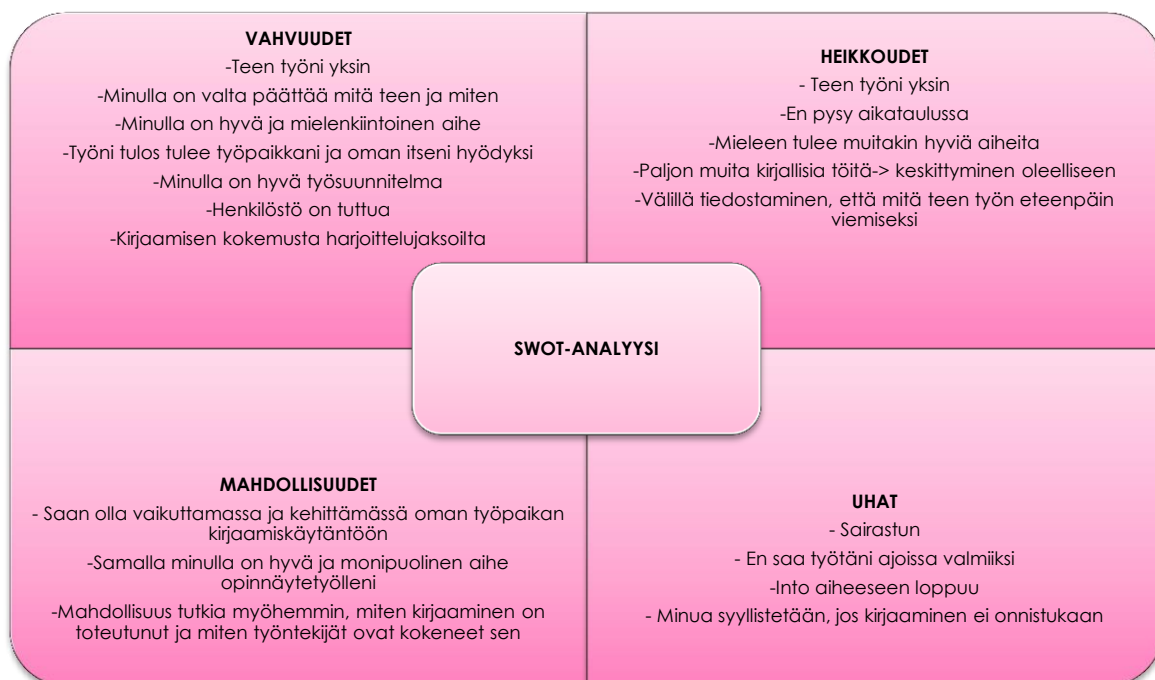 VAHVUUDET
-Teen työni yksin
-Minulla on valta päättää mitä teen ja miten
-Minulla on hyvä ja mielenkiintoinen aihe
-Työni tulos tulee työpaikkani ja oman itseni hyödyksi
-Minulla on hyvä työsuunnitelma
-Henkilöstö on tuttua
-Kirjaamisen kokemusta harjoittelujaksoilta
HEIKKOUDET
- Teen työni yksin
-En pysy aikataulussa
-Mieleen tulee muitakin hyviä aiheita
-Paljon muita kirjallisia töitä-> keskittyminen oleelliseen
-Välillä tiedostaminen, että mitä teen työn eteenpäin
viemiseksi
SWOT-ANALYYSI
MAHDOLLISUUDET
- Saan olla vaikuttamassa ja kehittämässä oman työpaikan
kirjaamiskäytäntöön
-Samalla minulla on hyvä ja monipuolinen aihe
opinnäytetyölleni
-Mahdollisuus tutkia myöhemmin, miten kirjaaminen on
toteutunut ja miten työntekijät ovat kokeneet sen
UHAT
- Sairastun
- En saa työtäni ajoissa valmiiksi
-Into aiheeseen loppuu
- Minua syyllistetään, jos kirjaaminen ei onnistukaan